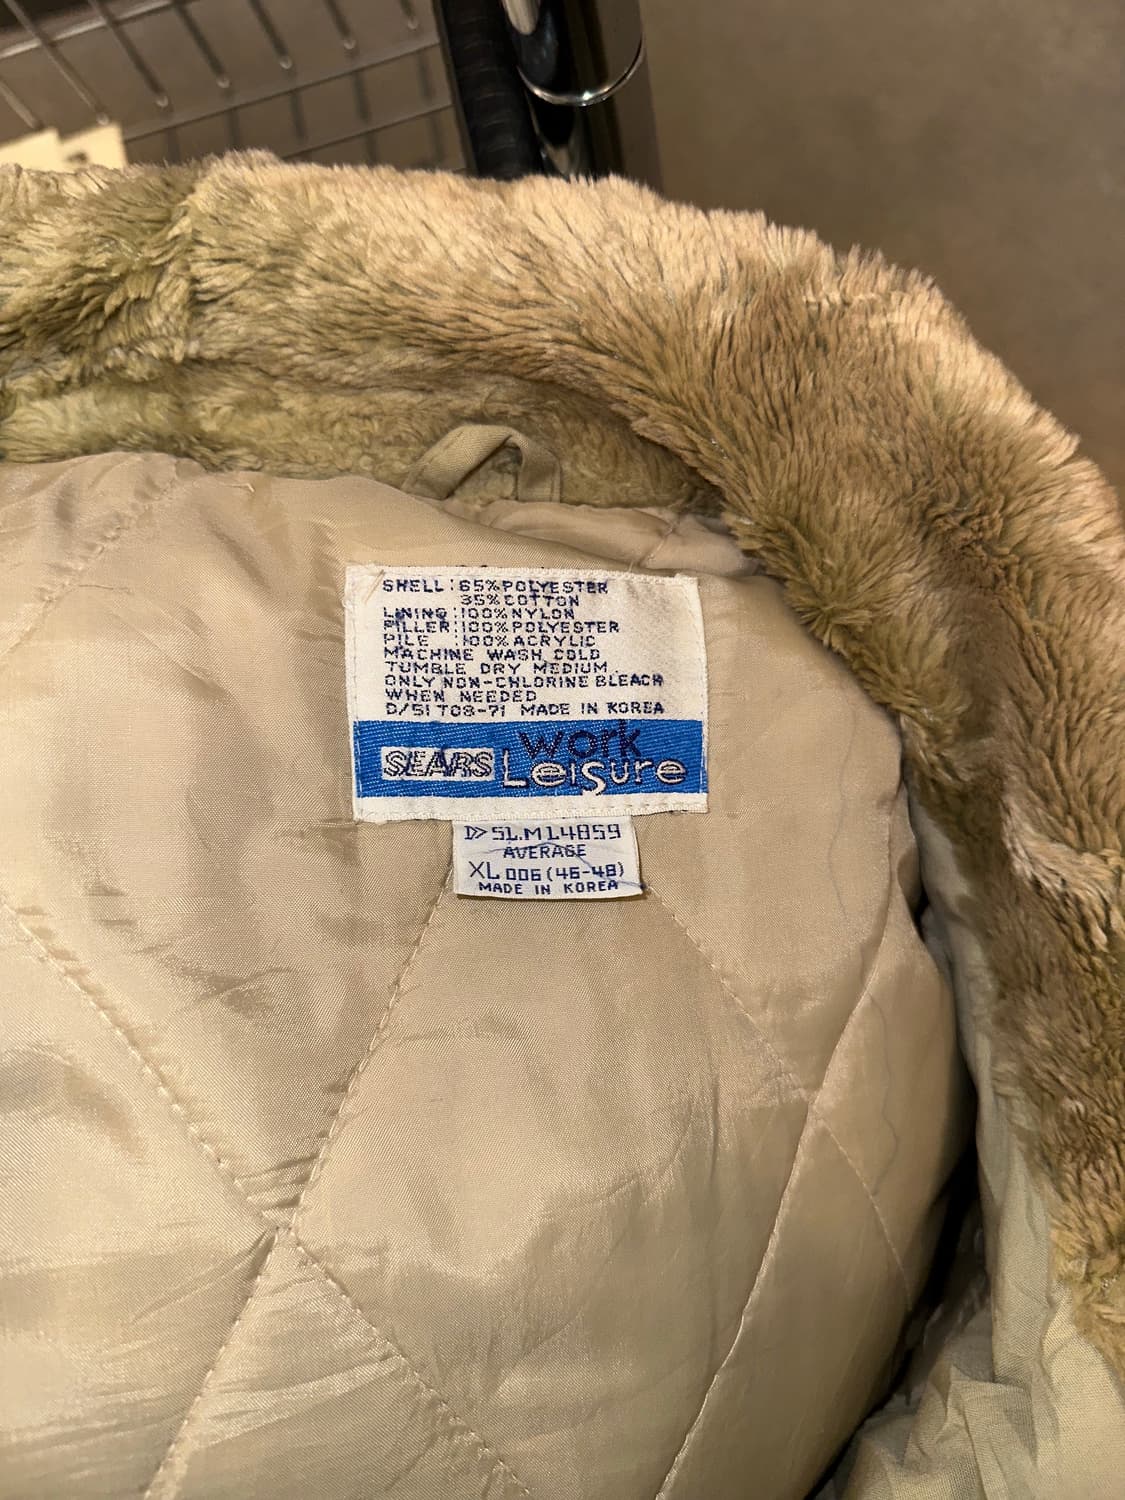 SHELL : 65% POLYESTER
35% COTTON
LINING : 100% NYLON
FILLER : 100% POLYESTER
PILE : 100% ACRYLIC
MACHINE WASH COLD
TUMBLE DRY MEDIUM.
ONLY NON-CHLORINE BLEACH
WHEN NEEDED
D/51 T08-71 MADE IN KOREA
SEARS work Leisure
SL.M14859
AVERAGE
XL 006 (46-48)
MADE IN KOREA